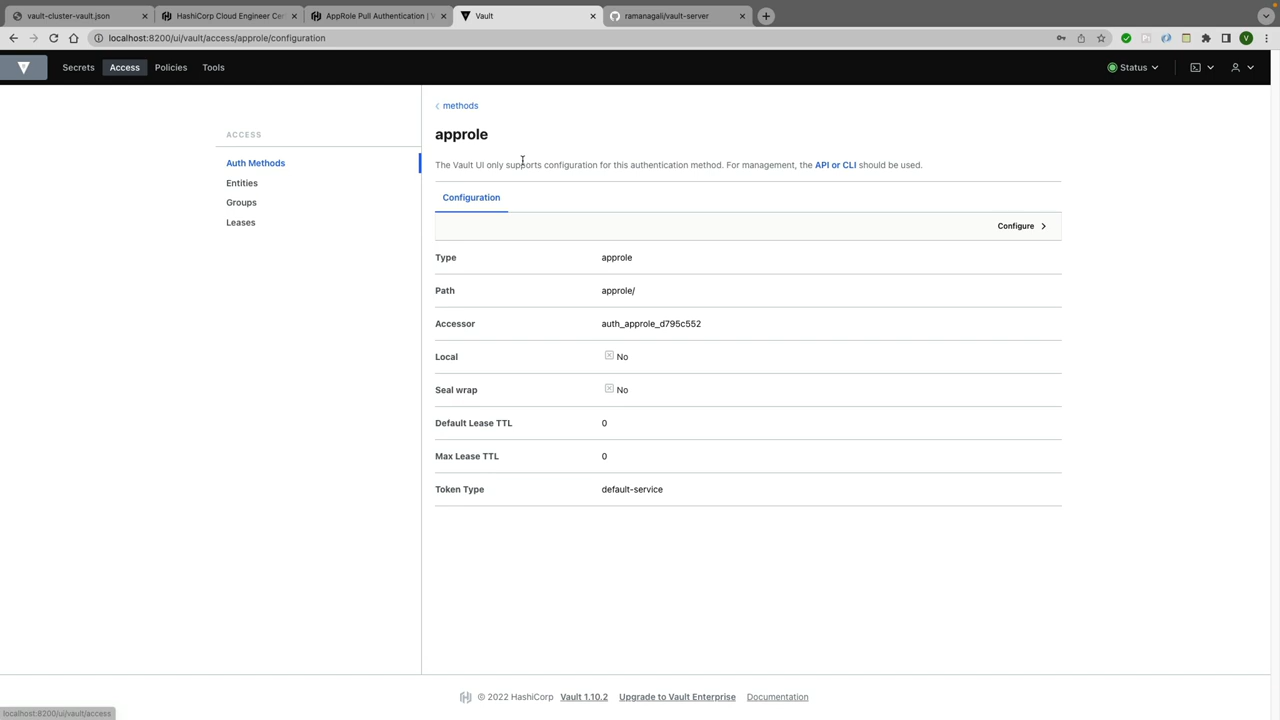 vault-cluster-vault.json
HashiCorp Cloud Engineer Cer
AppRole Pull Authentication | V
Vault
ramanagali/vault-server
localhost:8200/ui/vault/access/approle/configuration
V
Secrets Access Policies Tools
Status
ACCESS
Auth Methods
Entities
Groups
Leases
methods
approle
The Vault UI only supports configuration for this authentication method. For management, the API or CLI should be used.
Configuration
Configure
Type approle
Path approle/
Accessor auth_approle_d795c552
Local No
Seal wrap No
Default Lease TTL 0
Max Lease TTL 0
Token Type default-service
© 2022 HashiCorp Vault 1.10.2 Upgrade to Vault Enterprise Documentation
localhost:8200/ui/vault/access